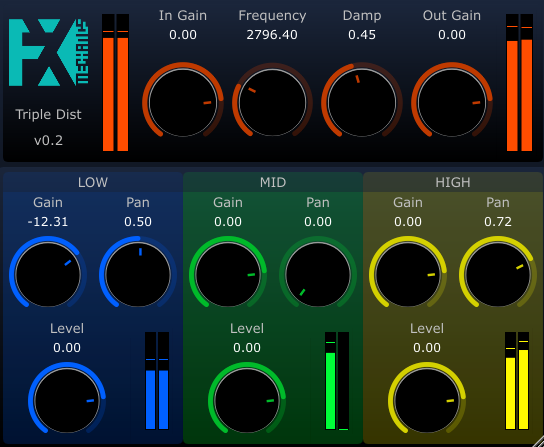 FX
MECHANICS
Triple Dist
v0.2
In Gain Frequency Damp Out Gain
0.00 2796.40 0.45 0.00
LOW MID HIGH
Gain Pan Gain Pan Gain Pan
-12.31 0.50 0.00 0.00 0.00 0.72
Level Level Level
0.00 0.00 0.00